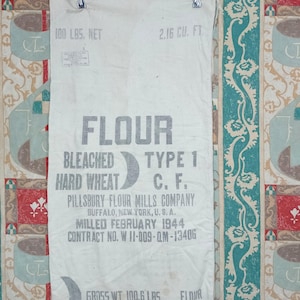 100 LBS. NET 2.16 CU. FT
FLOUR
BLEACHED TYPE 1
HARD WHEAT C. F.
PILLSBURY FLOUR MILLS COMPANY
BUFFALO, NEW YORK, U. S. A.
MILLED FEBRUARY 1944
CONTRACT NO. W 11-009-QM-13406
GROSS WT. 100.6 LBS. FLOUR